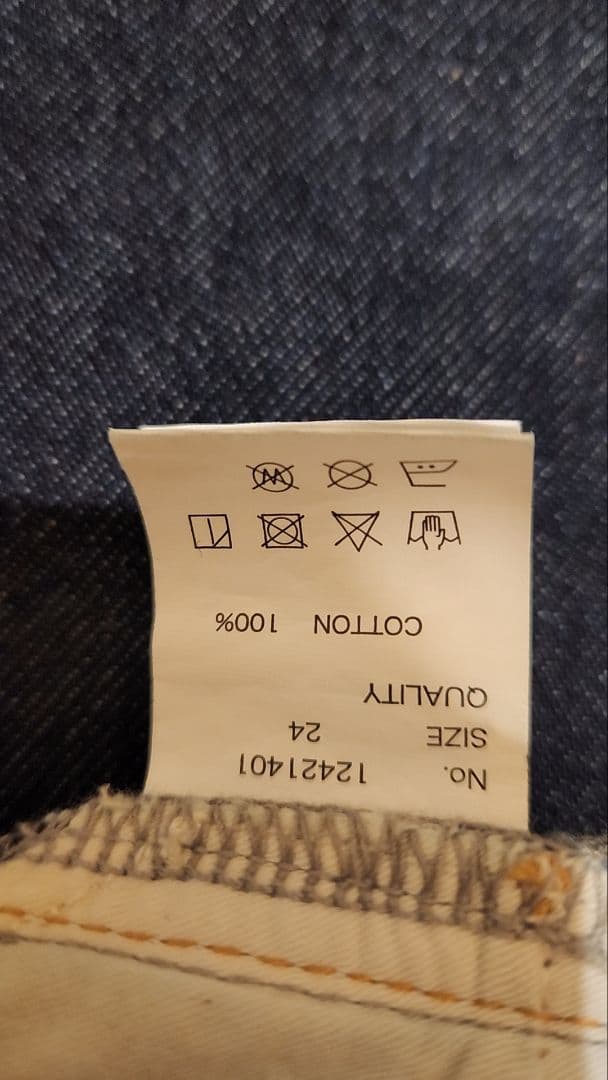 No. 12421401
SIZE 24
QUALITY
COTTON 100%
W